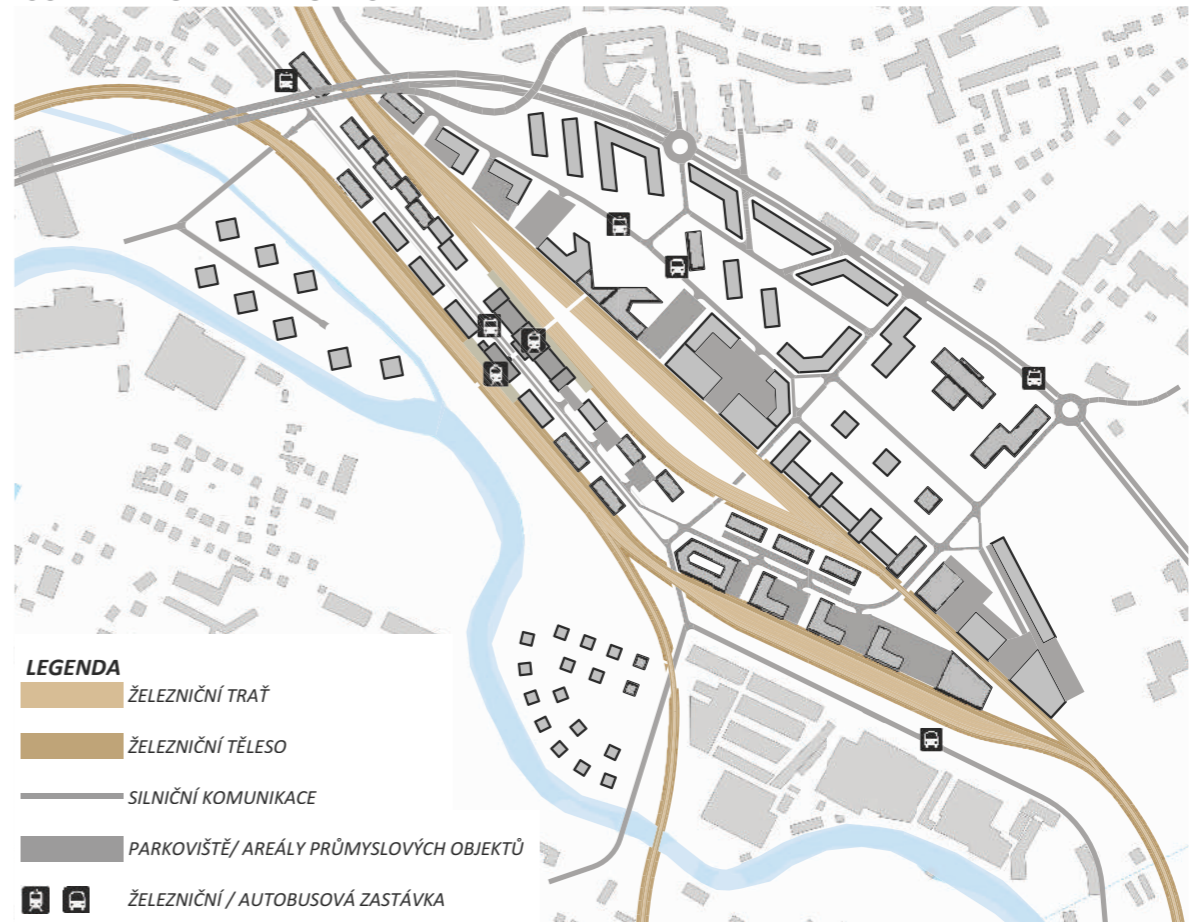 LEGENDA
ŽELEZNIČNÍ TRAŤ
ŽELEZNIČNÍ TĚLESO
SILNIČNÍ KOMUNIKACE
PARKOVIŠTĚ/ AREÁLY PRŮMYSLOVÝCH OBJEKTŮ
ŽELEZNIČNÍ / AUTOBUSOVÁ ZASTÁVKA